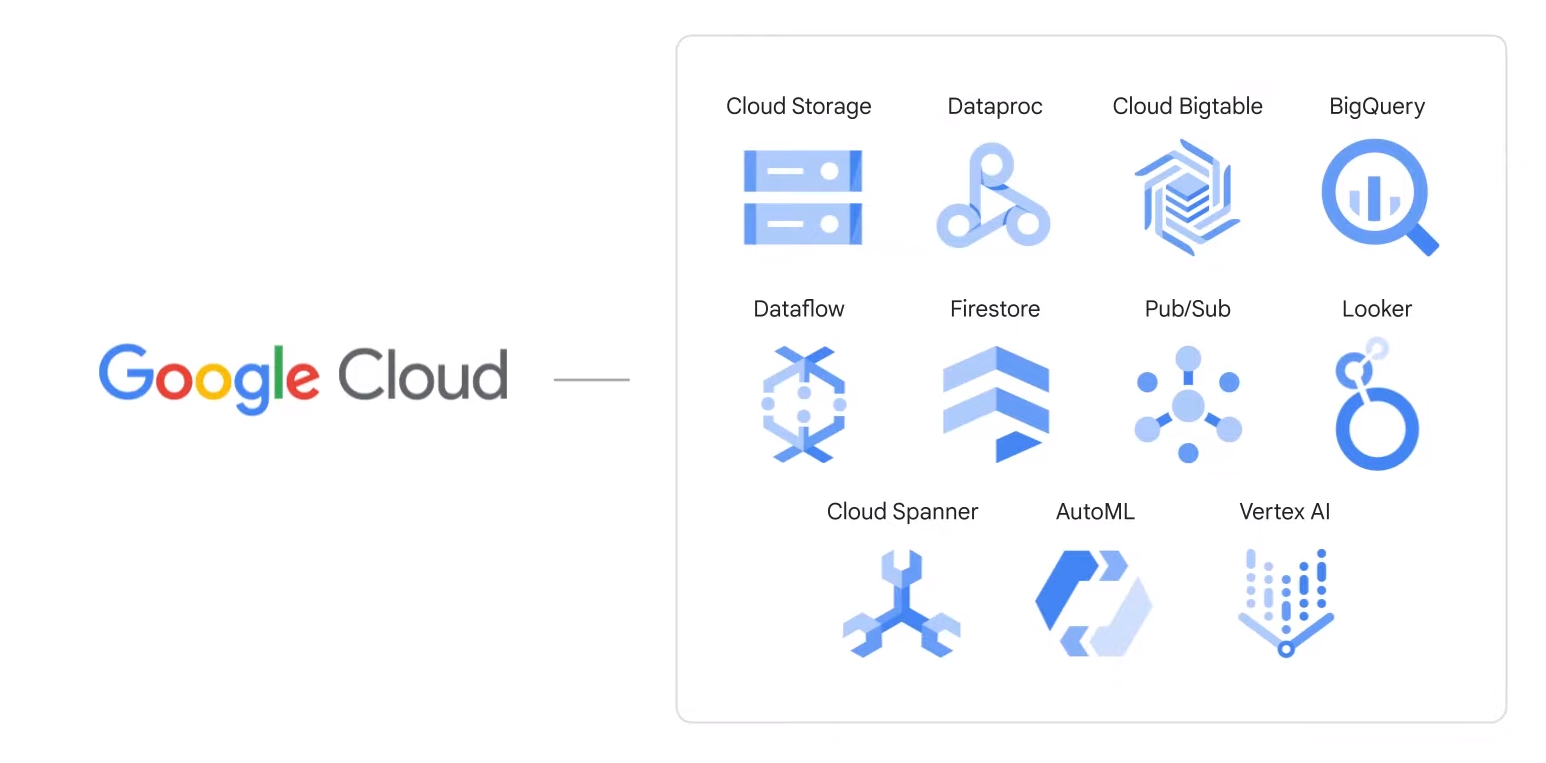 Google Cloud
Cloud Storage
Dataproc
Cloud Bigtable
BigQuery
Dataflow
Firestore
Pub/Sub
Looker
Cloud Spanner
AutoML
Vertex AI